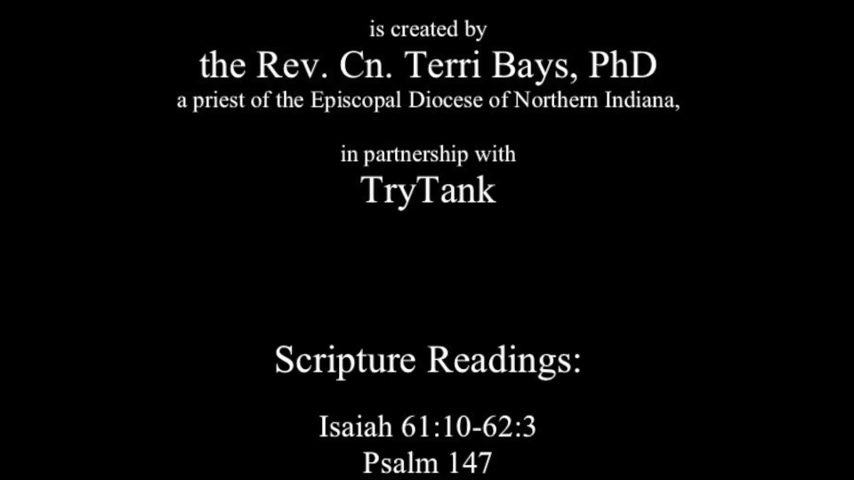 is created by
the Rev. Cn. Terri Bays, PhD
a priest of the Episcopal Diocese of Northern Indiana,
in partnership with
TryTank
Scripture Readings:
Isaiah 61:10-62:3
Psalm 147